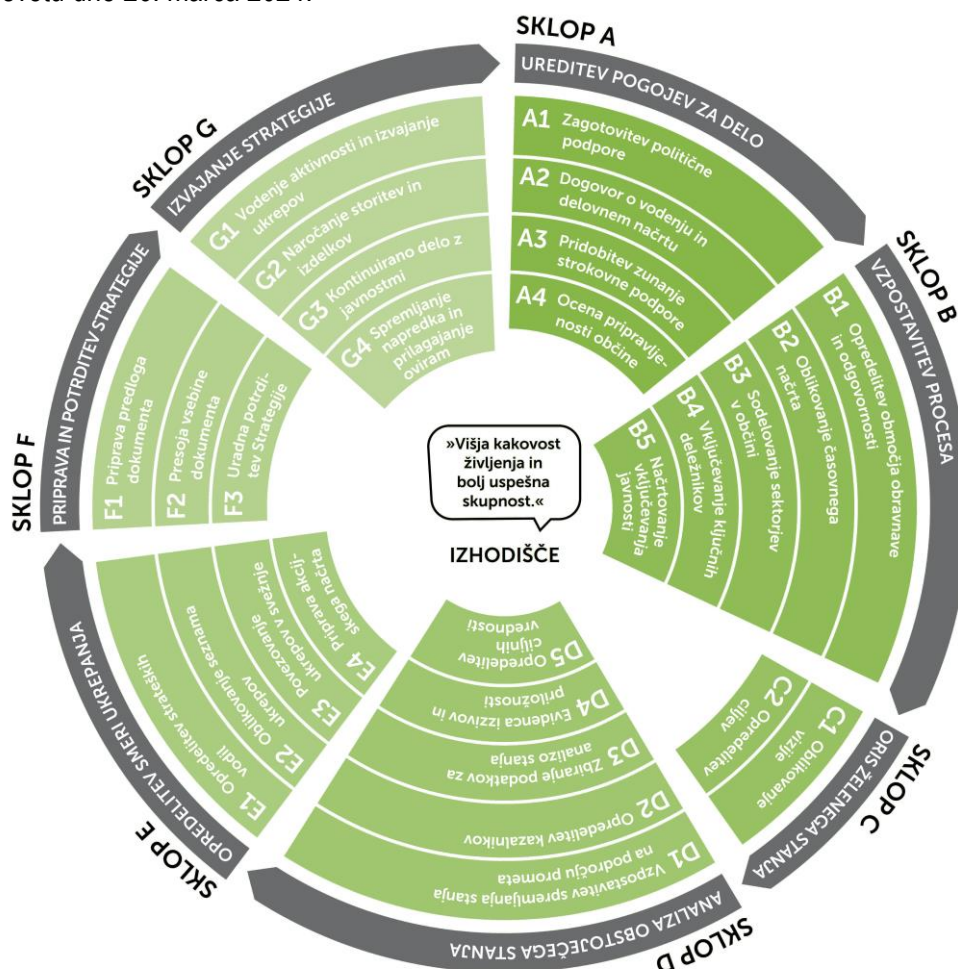 SKLOP A
UREDITEV POGOJEV ZA DELO
A1 Zagotovitev politične
podpore
A2 Dogovor o vodenju in
delovnem načrtu
A3 Pridobitev zunanje
strokovne podpore
A4 Ocena pripravlje-
nosti občine
SKLOP B
VZPOSTAVITEV PROCESA
B1 Opredelitev območja obravnave
in odgovornosti
B2 Oblikovanje časovnega
načrta
B3 Sodelovanje sektorjev
v občini
B4 Vključevanje ključnih
deležnikov
B5 Načrtovanje
vključevanja
javnosti
SKLOP C
ORIS ŽELENEGA STANJA
C1 Oblikovanje
vizije
C2 Opredelitev
ciljev
SKLOP D
ANALIZA OBSTOJEČEGA STANJA
D1 Vzpostavitev spremljanja stanja
na področju prometa
D2 Opredelitev kazalnikov
D3 Zbiranje podatkov za
analizo stanja
D4 Evidenca izzivov in
priložnosti
D5 Opredelitev
ciljnih
vrednosti
SKLOP E
OPREDELITEV SMERI UKREPANJA
E1 Opredelitev strateških
vodil
E2 Oblikovanje seznama
ukrepov
E3 Povezovanje
ukrepov v svežnje
E4 Priprava akcij-
skega načrta
SKLOP F
PRIPRAVA IN POTRDITEV STRATEGIJE
F1 Priprava predloga
dokumenta
F2 Presoja vsebine
dokumenta
F3 Uradna potrdi-
tev Strategije
SKLOP G
IZVAJANJE STRATEGIJE
G1 Vodenje aktivnosti in izvajanje
ukrepov
G2 Naročanje storitev in
izdelkov
G3 Kontinuirano delo z
javnostmi
G4 Spremljanje
napredka in
prilagajanje
oviram
»Višja kakovost
življenja in
bolj uspešna
skupnost.«
IZHODIŠČE